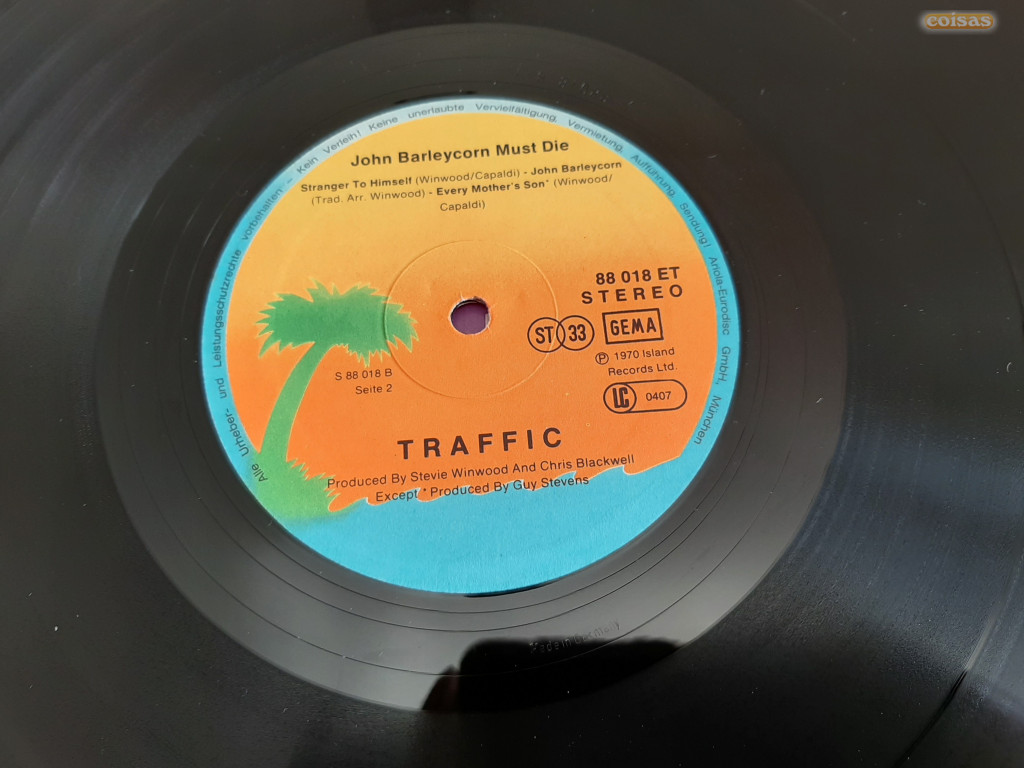 coisas
Alle Urheber- und Leistungsschutzrechte vorbehalten - Kein Verleih! Keine unerlaubte Vervielfältigung, Vermietung, Aufführung, Sendung! Ariola-Eurodisc GmbH, München
John Barleycorn Must Die
Stranger To Himself (Winwood/Capaldi) - John Barleycorn
(Trad. Arr. Winwood) - Every Mother's Son* (Winwood/
Capaldi)
88 018 ET
STEREO
ST 33 GEMA
℗ 1970 Island
Records Ltd.
LC 0407
S 88 018 B
Seite 2
TRAFFIC
Produced By Stevie Winwood And Chris Blackwell
Except * Produced By Guy Stevens
Made in Germany